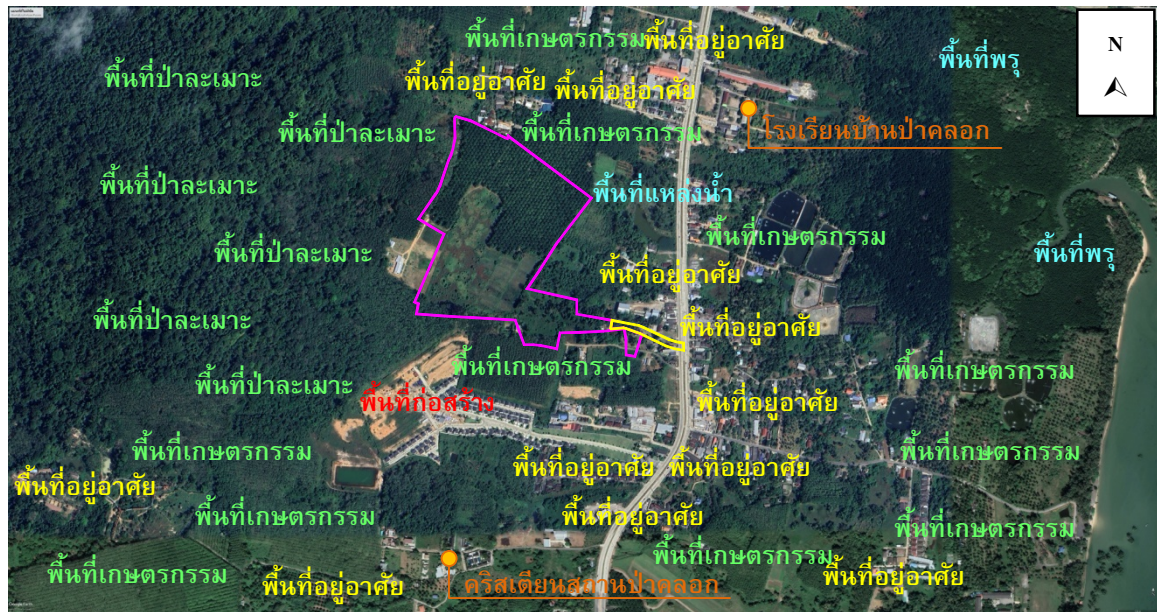 พื้นที่เกษตรกรรม
พื้นที่อยู่อาศัย
พื้นที่พรุ
N
พื้นที่ป่าละเมาะ
พื้นที่อยู่อาศัย
พื้นที่อยู่อาศัย
พื้นที่ป่าละเมาะ
พื้นที่เกษตรกรรม
โรงเรียนบ้านป่าคลอก
พื้นที่ป่าละเมาะ
พื้นที่แหล่งน้ำ
พื้นที่เกษตรกรรม
พื้นที่ป่าละเมาะ
พื้นที่พรุ
พื้นที่อยู่อาศัย
พื้นที่ป่าละเมาะ
พื้นที่อยู่อาศัย
พื้นที่เกษตรกรรม
พื้นที่เกษตรกรรม
พื้นที่ป่าละเมาะ
พื้นที่ก่อสร้าง
พื้นที่อยู่อาศัย
พื้นที่เกษตรกรรม
พื้นที่เกษตรกรรม
พื้นที่อยู่อาศัย
พื้นที่อยู่อาศัย
พื้นที่อยู่อาศัย
พื้นที่เกษตรกรรม
พื้นที่อยู่อาศัย
พื้นที่เกษตรกรรม
พื้นที่เกษตรกรรม
พื้นที่เกษตรกรรม
พื้นที่อยู่อาศัย
คริสเตียนสถานป่าคลอก
พื้นที่อยู่อาศัย